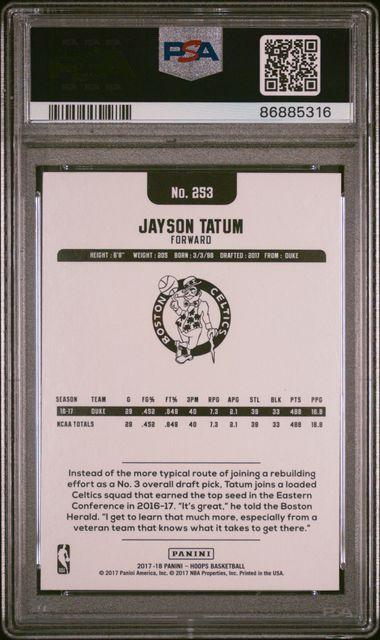 PSA
86885316
No. 253
JAYSON TATUM
FORWARD
HEIGHT: 6'8" WEIGHT: 205 BORN: 3/3/98 DRAFTED: 2017 FROM: DUKE
BOSTON CELTICS
SEASON TEAM G FG% FT% 3PM RPG APG STL BLK PTS PPG
16-17 DUKE 29 .452 .849 40 7.3 2.1 39 33 488 16.8
NCAA TOTALS 29 .452 .849 40 7.3 2.1 39 33 488 16.8
Instead of the more typical route of joining a rebuilding
effort as a No. 3 overall draft pick, Tatum joins a loaded
Celtics squad that earned the top seed in the Eastern
Conference in 2016–17. "It's great," he told the Boston
Herald. "I get to learn that much more, especially from a
veteran team that knows what it takes to get there."
PANINI
2017-18 PANINI - HOOPS BASKETBALL
© 2017 Panini America, Inc. © 2017 NBA Properties, Inc. Printed in the USA.